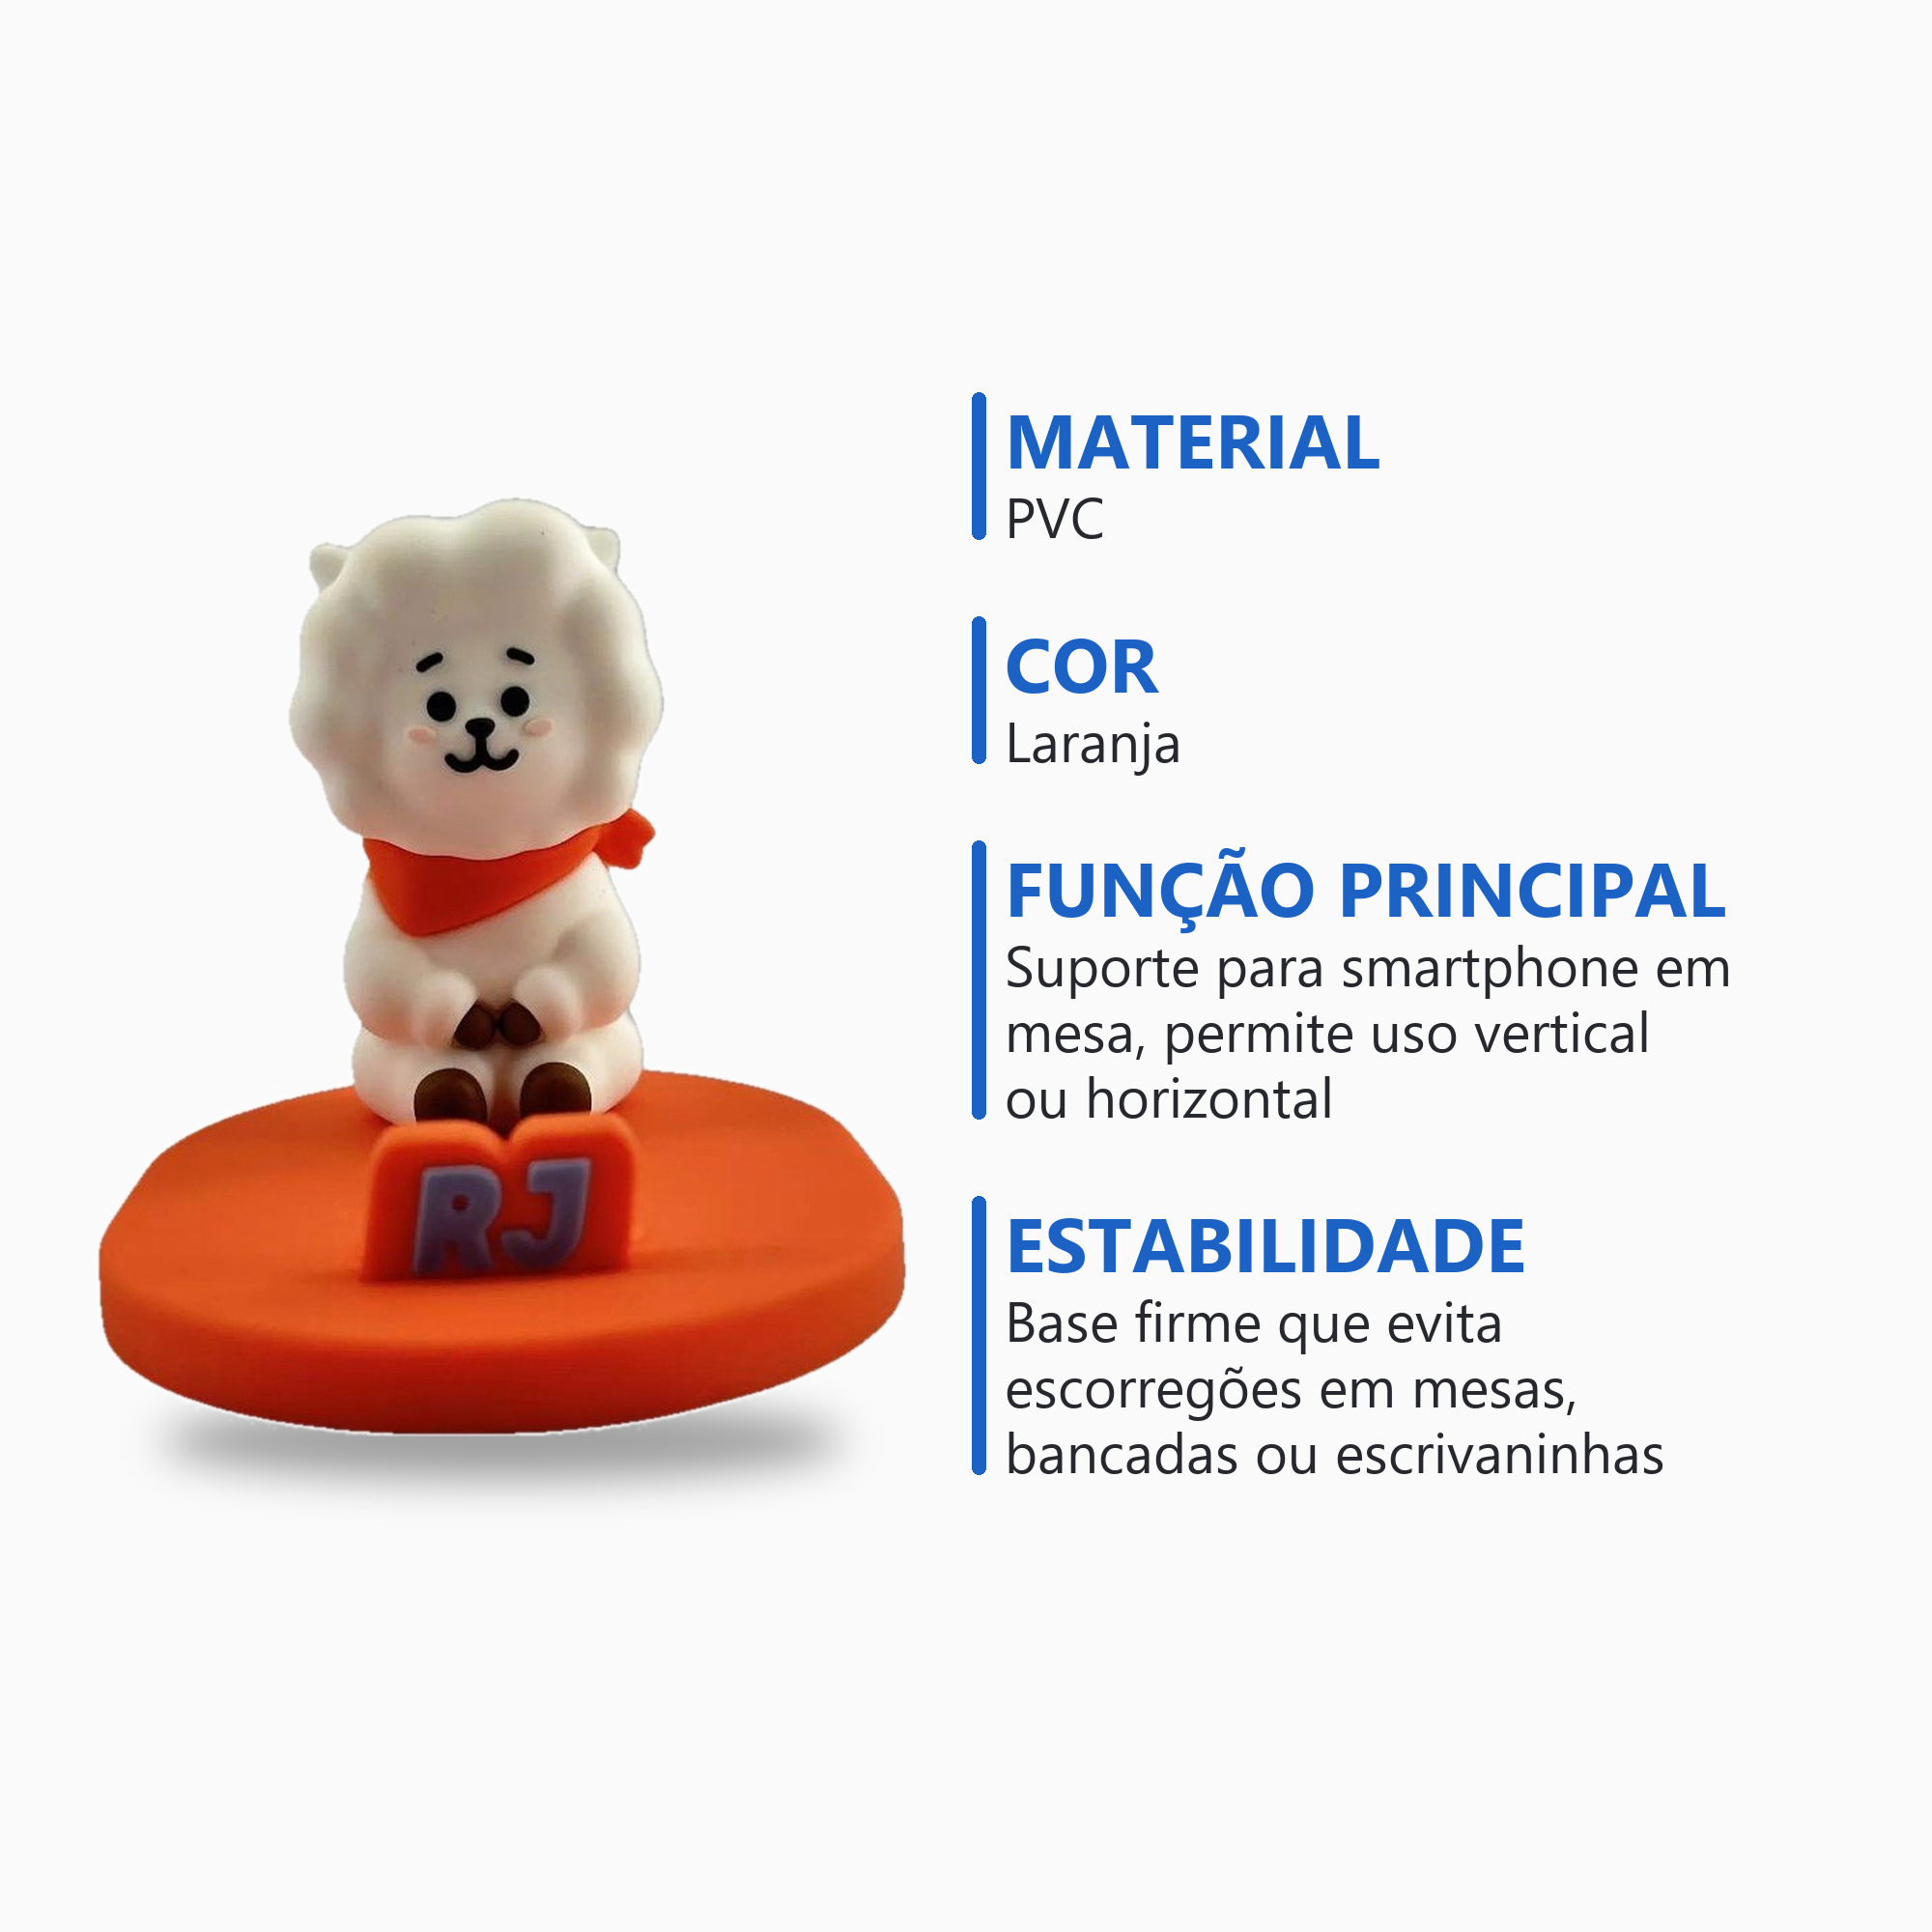 RJ
MATERIAL
PVC
COR
Laranja
FUNÇÃO PRINCIPAL
Suporte para smartphone em
mesa, permite uso vertical
ou horizontal
ESTABILIDADE
Base firme que evita
escorregões em mesas,
bancadas ou escrivaninhas